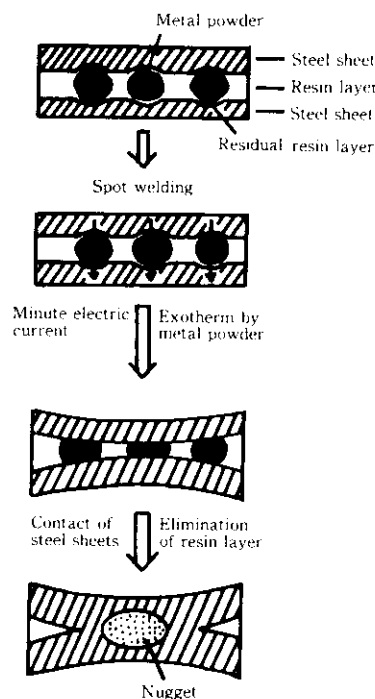 Metal powder
Steel sheet
Resin layer
Steel sheet
Residual resin layer
Spot welding
Minute electric
current
Exotherm by
metal powder
Contact of
steel sheets
Elimination
of resin layer
Nugget